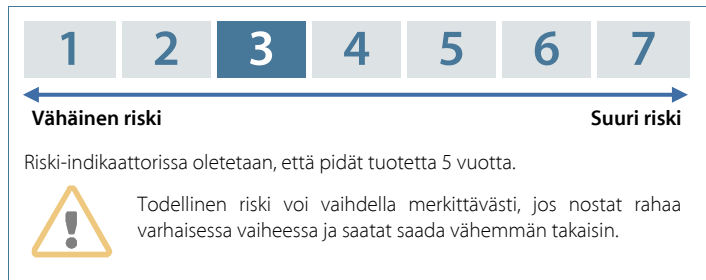 1 2 3 4 5 6 7
Vähäinen riski Suuri riski
Riski-indikaattorissa oletetaan, että pidät tuotetta 5 vuotta.
Todellinen riski voi vaihdella merkittävästi, jos nostat rahaa
varhaisessa vaiheessa ja saatat saada vähemmän takaisin.